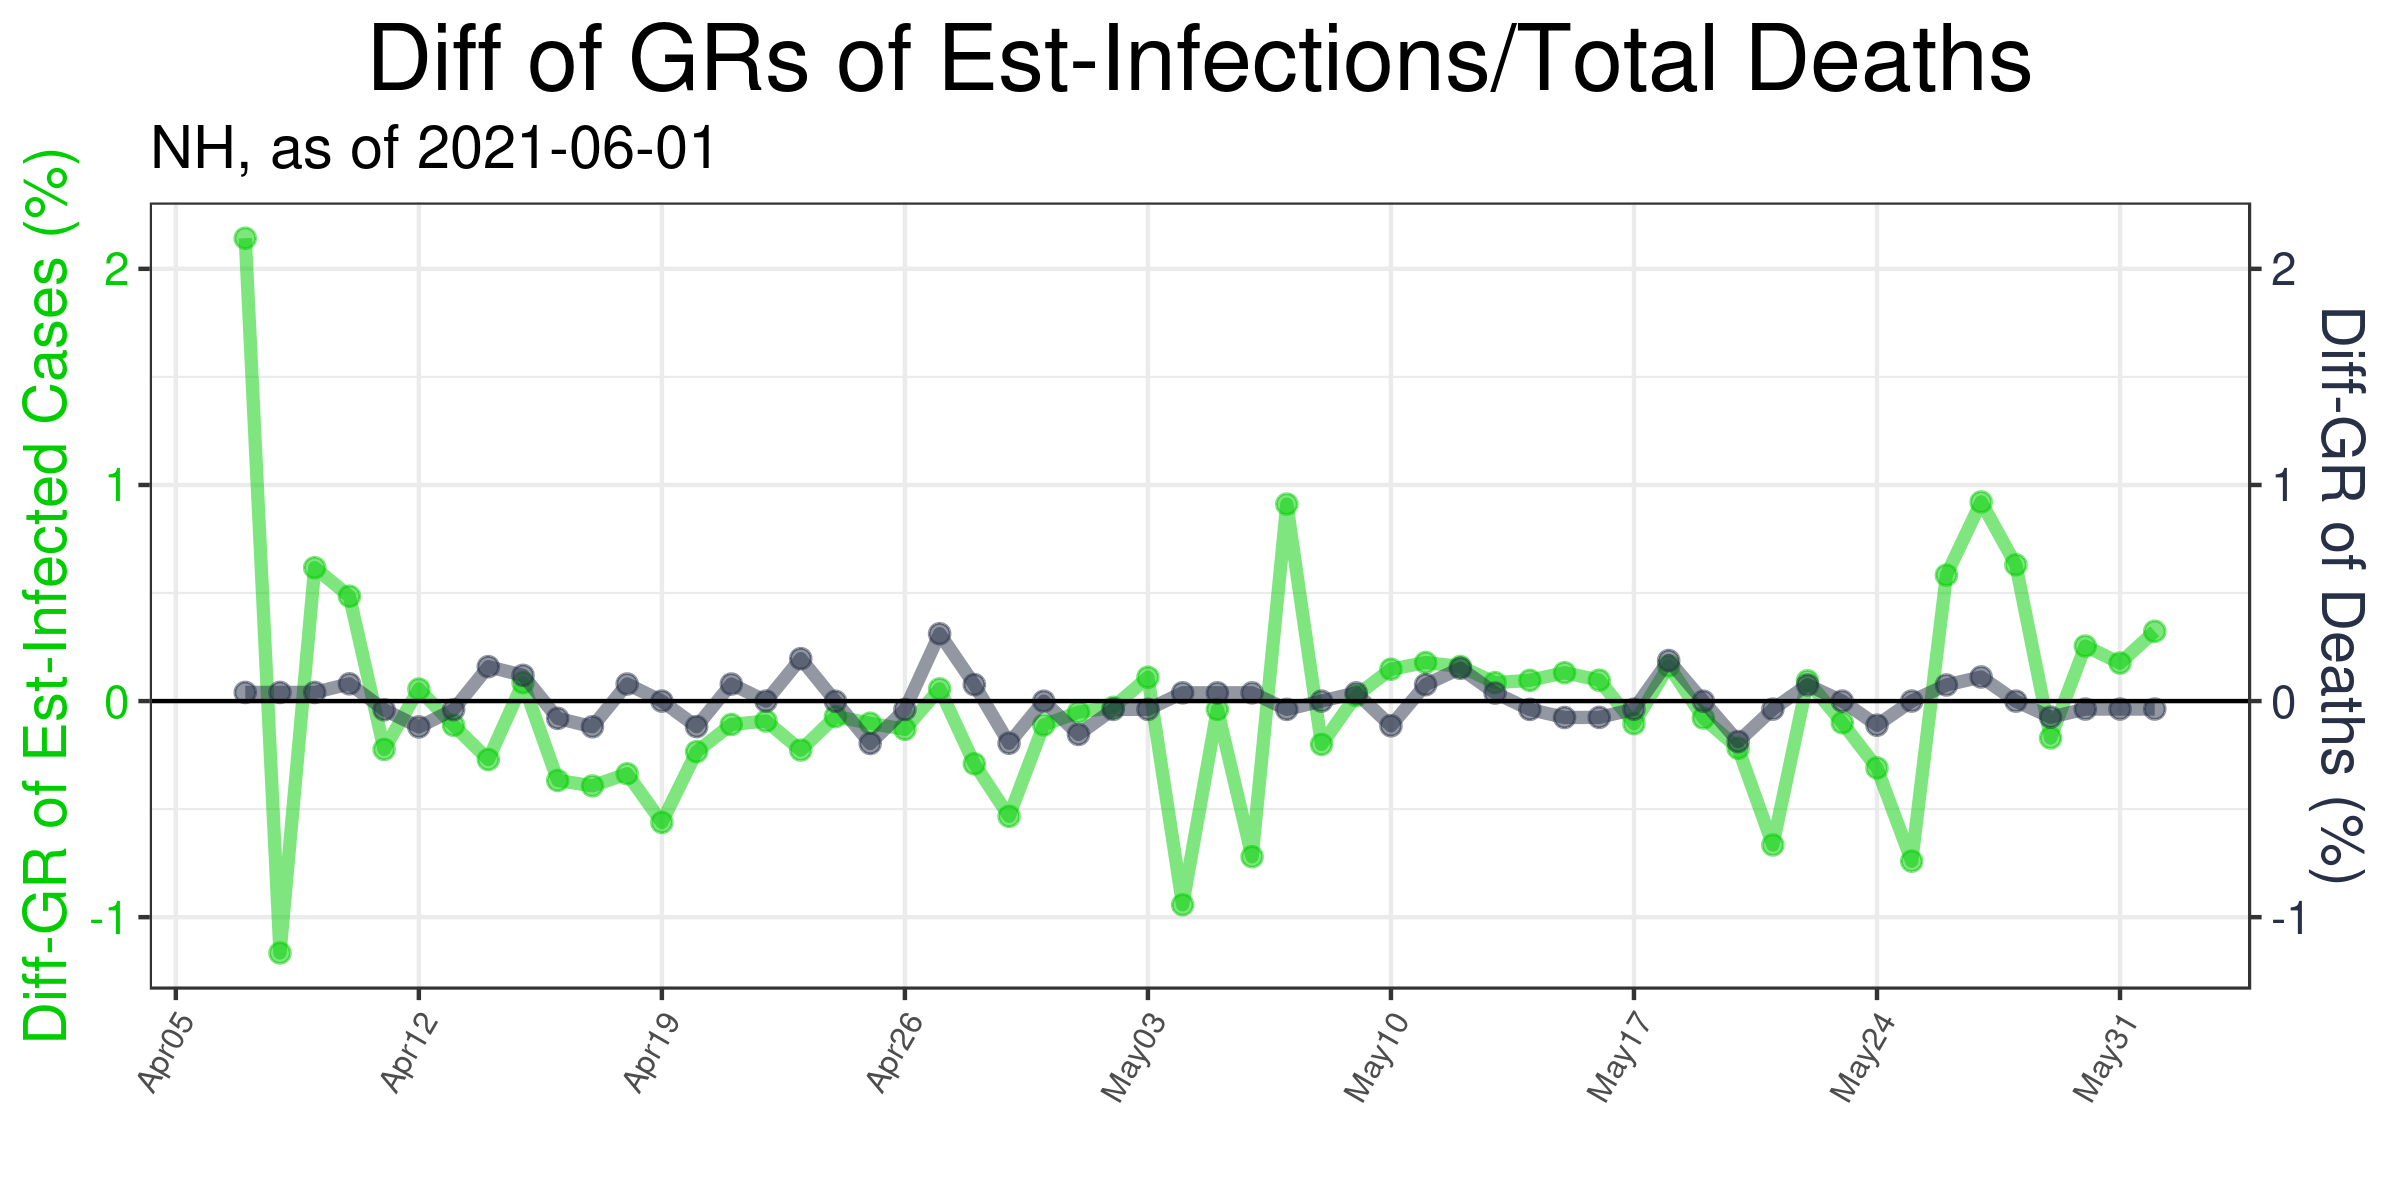 Diff of GRs of Est-Infections/Total Deaths
NH, as of 2021-06-01
Diff-GR of Est-Infected Cases (%)
2
1
0
-1
2
1
0
-1
Diff-GR of Deaths (%)
Apr05
Apr12
Apr19
Apr26
May03
May10
May17
May24
May31